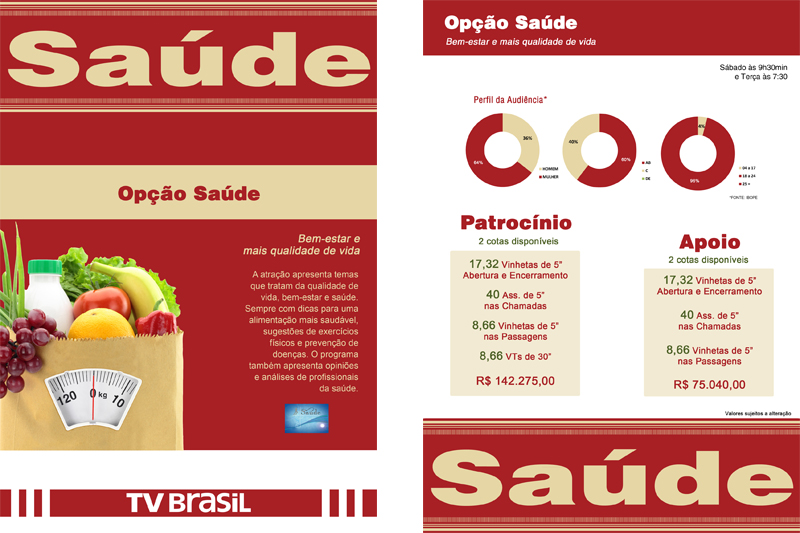 Saúde
Opção Saúde
Bem-estar e
mais qualidade de vida
A atração apresenta temas
que tratam da qualidade de
vida, bem-estar e saúde.
Sempre com dicas para uma
alimentação mais saudável,
sugestões de exercícios
físicos e prevenção de
doenças. O programa
também apresenta opiniões
e análises de profissionais
da saúde.
120 0 kg 10
Saúde
TV BRASIL
Opção Saúde
Bem-estar e mais qualidade de vida
Sábado às 9h30min
e Terça às 7:30
Perfil da Audiência*
36%
64%
HOMEM
MULHER
40%
60%
AB
C
DE
4%
96%
04 a 17
18 a 24
25 +
*FONTE: IBOPE
Patrocínio
2 cotas disponíveis
17,32 Vinhetas de 5"
Abertura e Encerramento
40 Ass. de 5"
nas Chamadas
8,66 Vinhetas de 5"
nas Passagens
8,66 VTs de 30"
R$ 142.275,00
Apoio
2 cotas disponíveis
17,32 Vinhetas de 5"
Abertura e Encerramento
40 Ass. de 5"
nas Chamadas
8,66 Vinhetas de 5"
nas Passagens
R$ 75.040,00
Valores sujeitos a alteração
Saúde